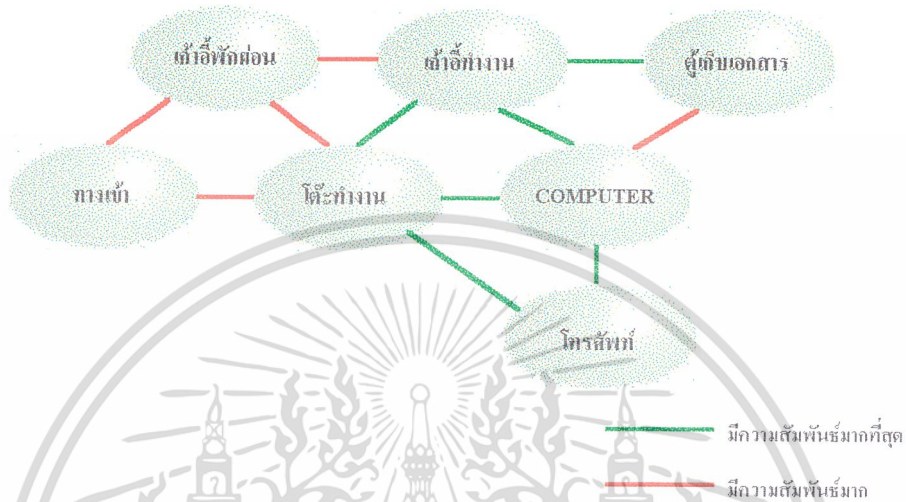 เก้าอี้พักผ่อน
เก้าอี้ทำงาน
ตู้เก็บเอกสาร
ทางเข้า
โต๊ะทำงาน
COMPUTER
โทรศัพท์
มีความสัมพันธ์มากที่สุด
มีความสัมพันธ์มาก